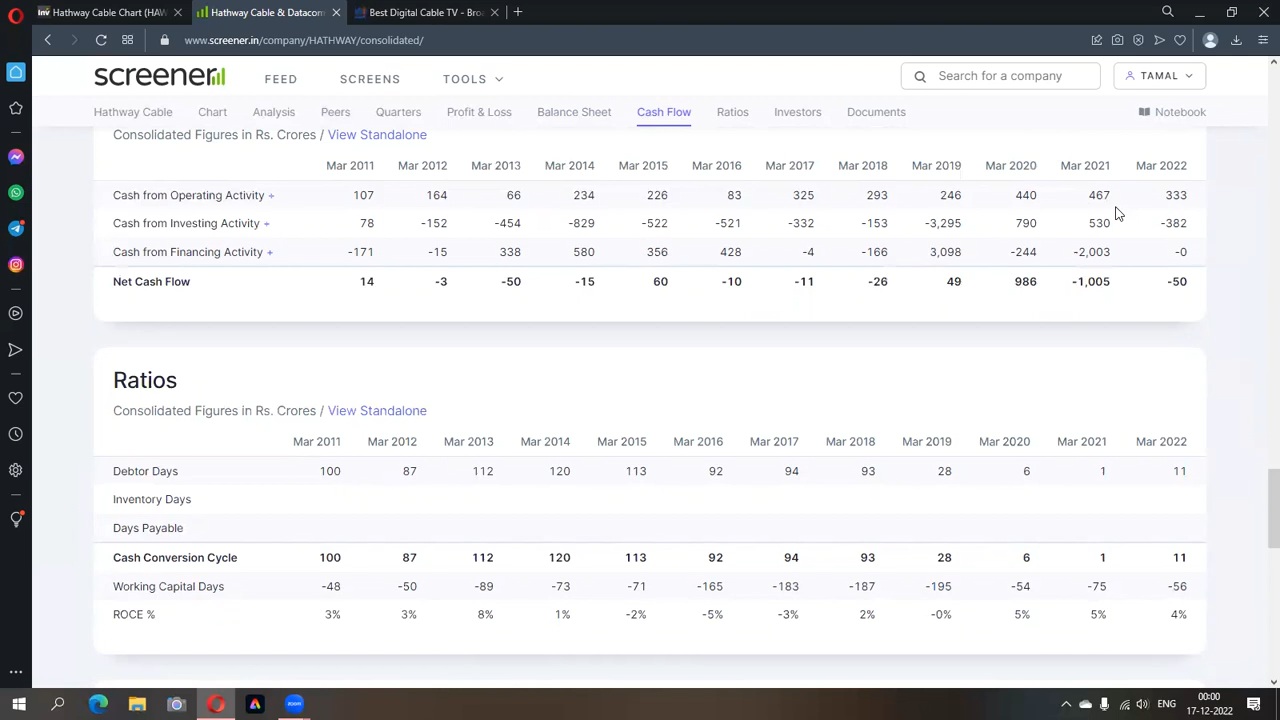 Hathway Cable & Datacom (HAW
Hathway Cable & Datacom
Best Digital Cable TV - Broa
www.screener.in/company/HATHWAY/consolidated/
screener
FEED SCREENS TOOLS
Search for a company
TAMAL
Hathway Cable Chart Analysis Peers Quarters Profit & Loss Balance Sheet Cash Flow Ratios Investors Documents Notebook
Consolidated Figures in Rs. Crores / View Standalone
Mar 2011 Mar 2012 Mar 2013 Mar 2014 Mar 2015 Mar 2016 Mar 2017 Mar 2018 Mar 2019 Mar 2020 Mar 2021 Mar 2022
Cash from Operating Activity + 107 164 66 234 226 83 325 293 246 440 467 333
Cash from Investing Activity + 78 -152 -454 -829 -522 -521 -332 -153 -3,295 790 530 -382
Cash from Financing Activity + -171 -15 338 580 356 428 -4 -166 3,098 -244 -2,003 -0
Net Cash Flow 14 -3 -50 -15 60 -10 -11 -26 49 986 -1,005 -50
Ratios
Consolidated Figures in Rs. Crores / View Standalone
Mar 2011 Mar 2012 Mar 2013 Mar 2014 Mar 2015 Mar 2016 Mar 2017 Mar 2018 Mar 2019 Mar 2020 Mar 2021 Mar 2022
Debtor Days 100 87 112 120 113 92 94 93 28 6 1 11
Inventory Days
Days Payable
Cash Conversion Cycle 100 87 112 120 113 92 94 93 28 6 1 11
Working Capital Days -48 -50 -89 -73 -71 -165 -183 -187 -195 -54 -75 -56
ROCE % 3% 3% 8% 1% -2% -5% -3% 2% -0% 5% 5% 4%
ENG
00:00
17-12-2022